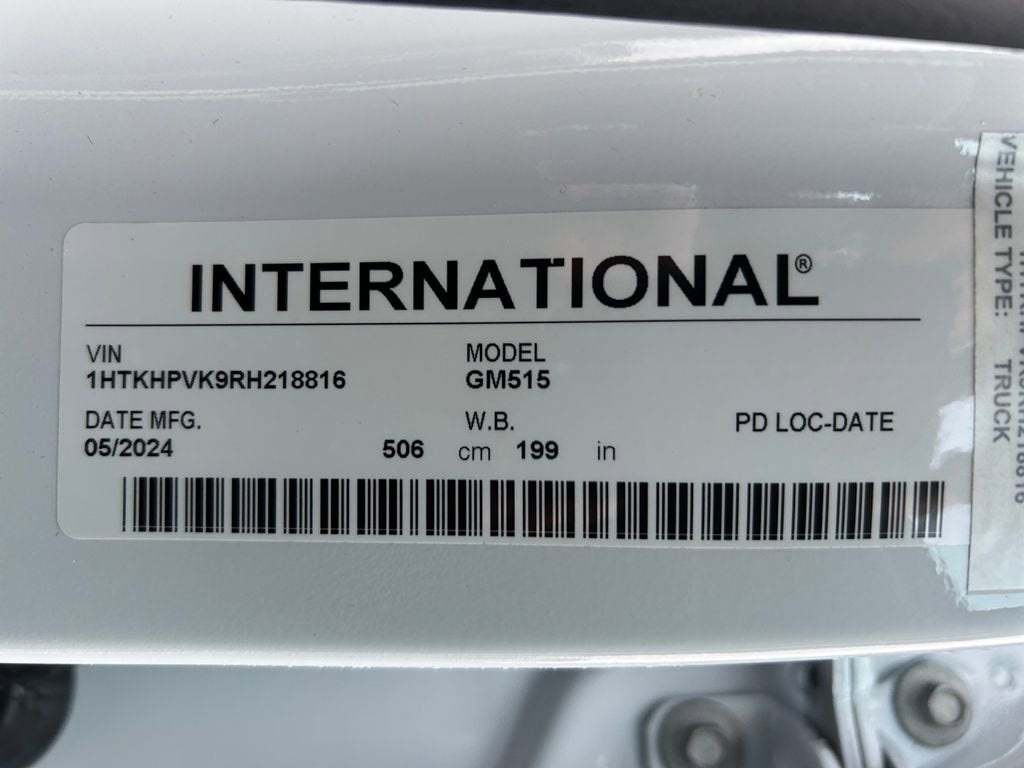 INTERNATIONAL®
VIN
1HTKHPVK9RH218816
MODEL
GM515
DATE MFG.
05/2024
W.B.
506 cm 199 in
PD LOC-DATE
VEHICLE TYPE: TRUCK